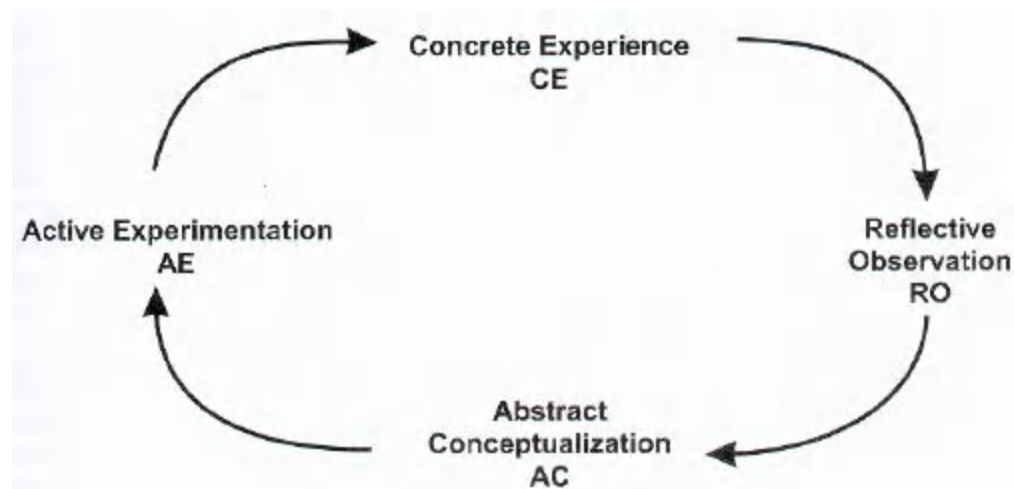 Concrete Experience
CE
Active Experimentation
AE
Reflective
Observation
RO
Abstract
Conceptualization
AC